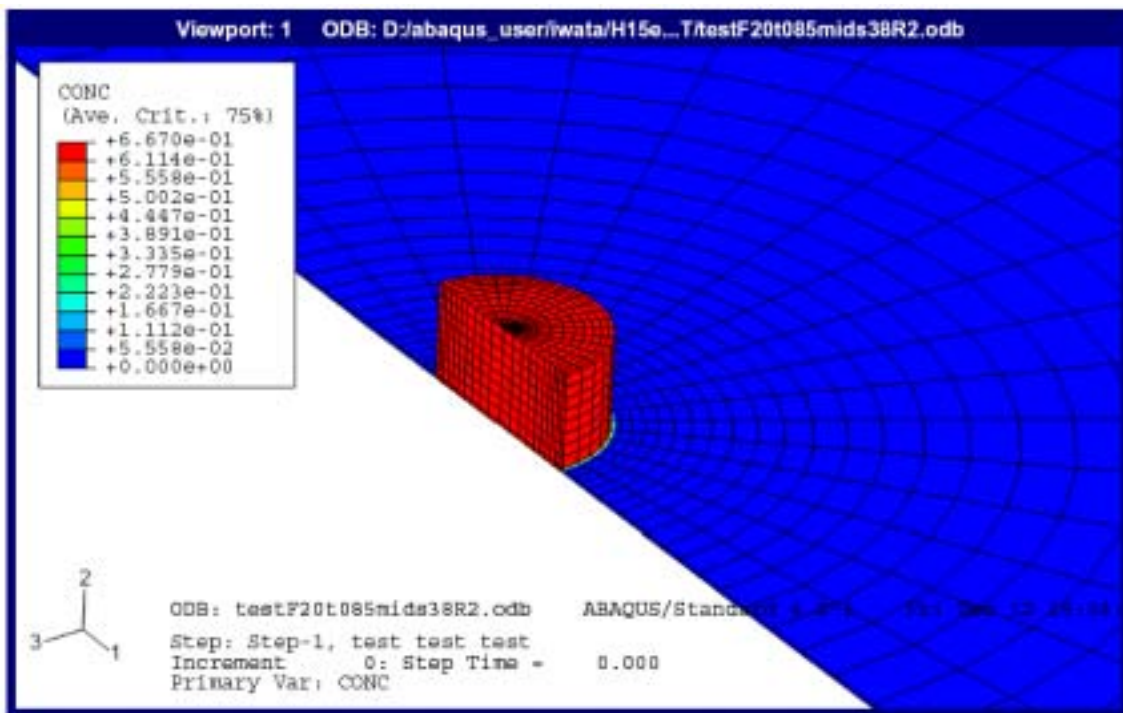 Viewport: 1 ODB: D:/abaqus_user/iwata/H15e...T/testF20t085mids38R2.odb
CONC
(Ave. Crit.: 75%)
+6.670e-01
+6.114e-01
+5.558e-01
+5.002e-01
+4.447e-01
+3.891e-01
+3.335e-01
+2.779e-01
+2.223e-01
+1.667e-01
+1.112e-01
+5.558e-02
+0.000e+00
2
3
1
ODB: testF20t085mids38R2.odb ABAQUS/Standard
Step: Step-1, test test test
Increment 0: Step Time = 0.000
Primary Var: CONC